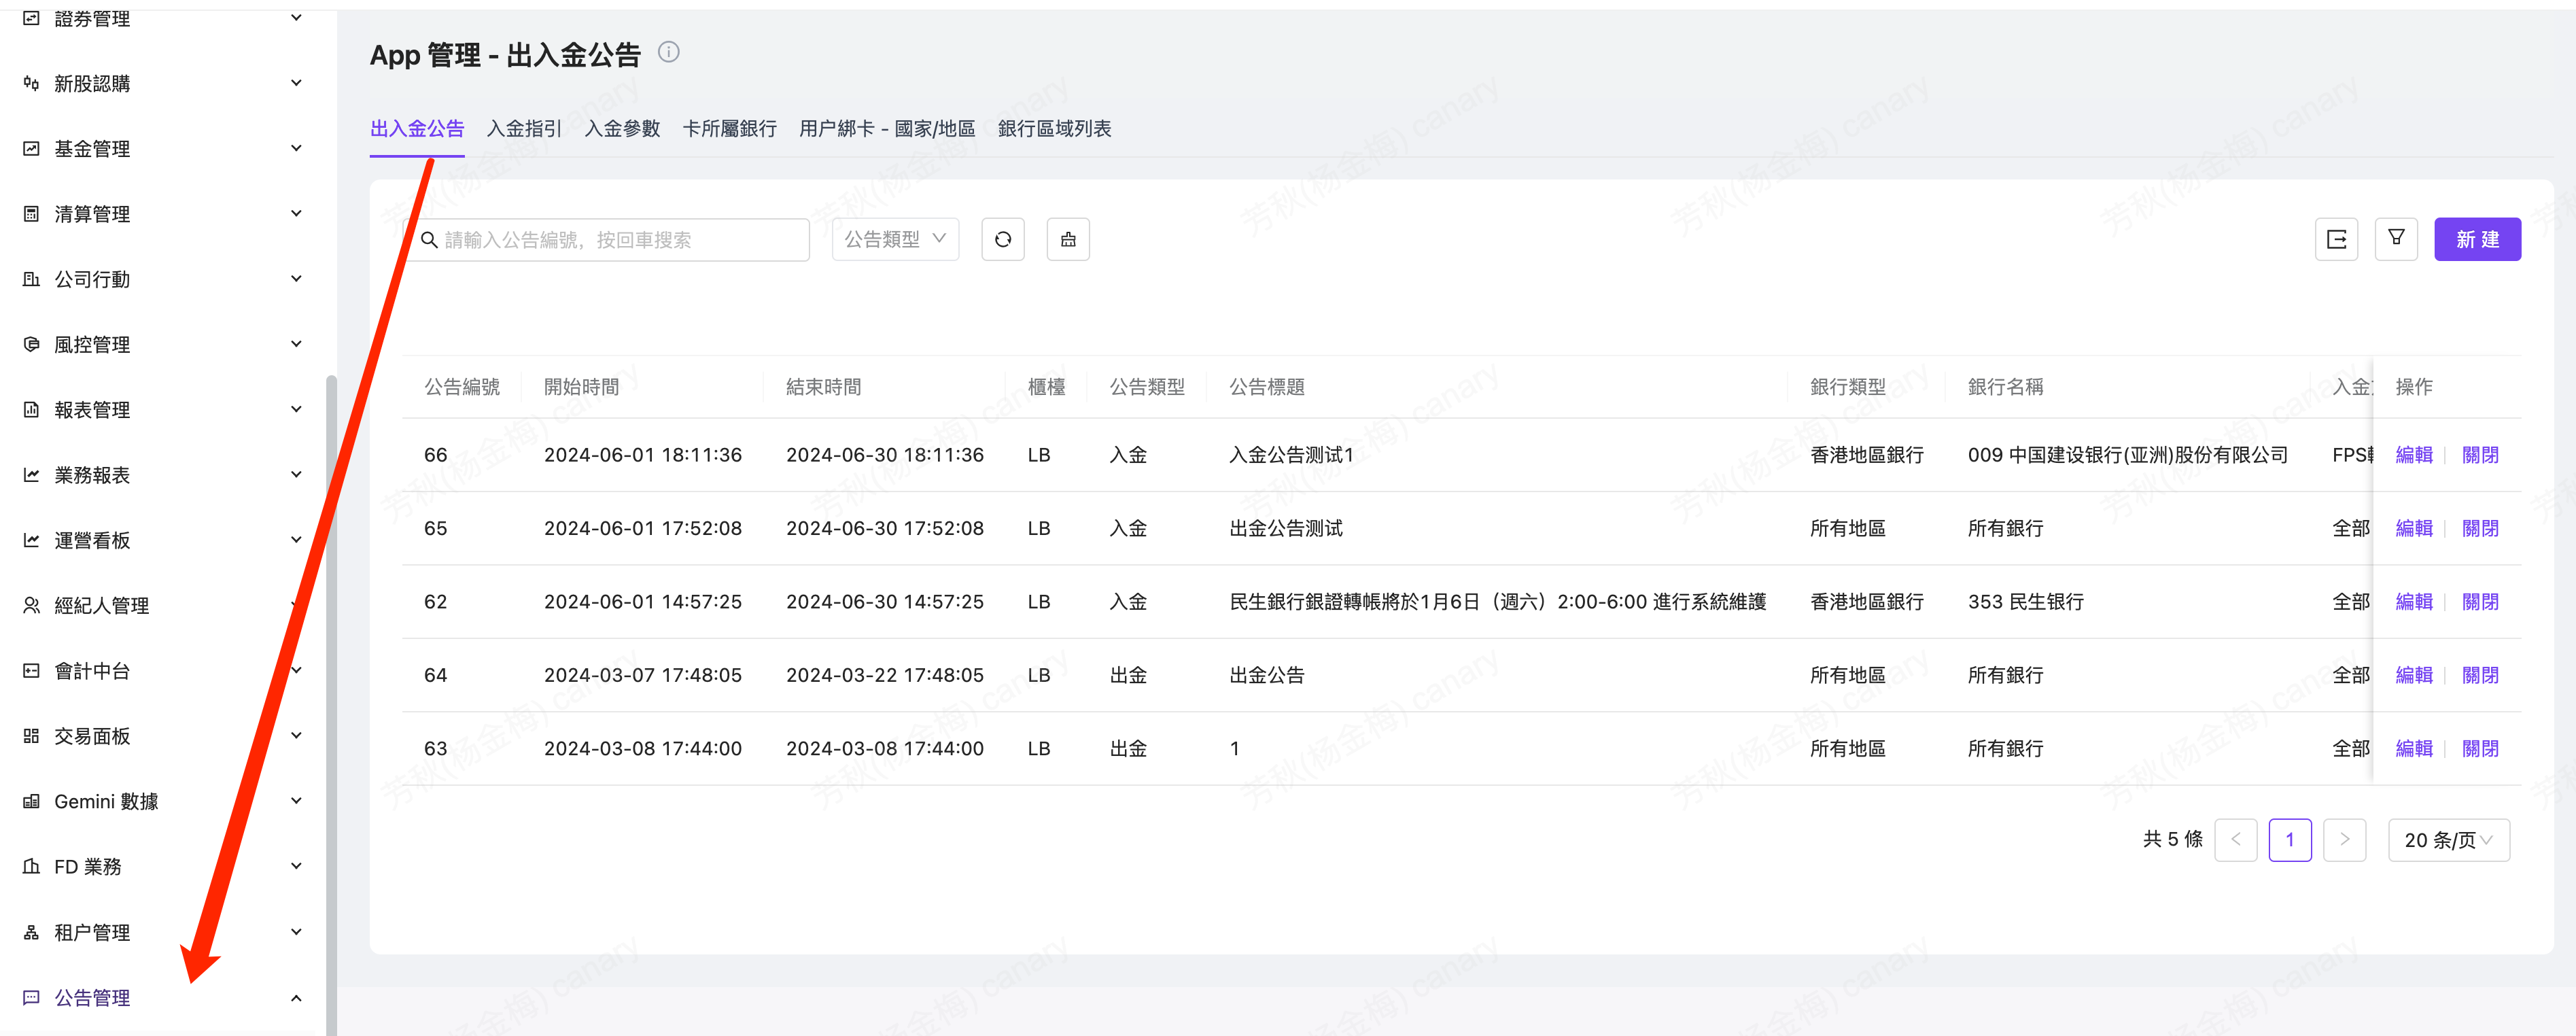 證券管理
新股認購
基金管理
清算管理
公司行動
風控管理
報表管理
業務報表
運營看板
經紀人管理
會計中台
交易面板
Gemini 數據
FD 業務
租户管理
公告管理
App 管理 - 出入金公告
出入金公告 入金指引 入金參數 卡所屬銀行 用户綁卡 - 國家/地區 銀行區域列表
請輸入公告編號，按回車搜索 公告類型 新 建
公告編號 開始時間 結束時間 櫃檯 公告類型 公告標題 銀行類型 銀行名稱 入金 操作
66 2024-06-01 18:11:36 2024-06-30 18:11:36 LB 入金 入金公告测试1 香港地區銀行 009 中国建设银行(亚洲)股份有限公司 FPS 編輯 關閉
65 2024-06-01 17:52:08 2024-06-30 17:52:08 LB 入金 出金公告测试 所有地區 所有銀行 全部 編輯 關閉
62 2024-06-01 14:57:25 2024-06-30 14:57:25 LB 入金 民生銀行銀證轉帳將於1月6日（週六）2:00-6:00 進行系統維護 香港地區銀行 353 民生银行 全部 編輯 關閉
64 2024-03-07 17:48:05 2024-03-22 17:48:05 LB 出金 出金公告 所有地區 所有銀行 全部 編輯 關閉
63 2024-03-08 17:44:00 2024-03-08 17:44:00 LB 出金 1 所有地區 所有銀行 全部 編輯 關閉
共 5 條 1 20 条/页
芳秋(杨金梅) canary